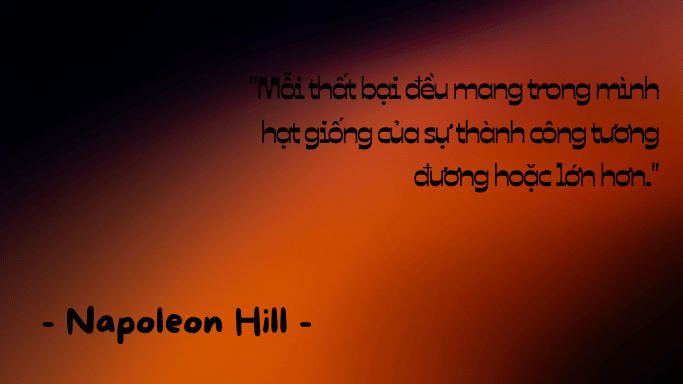 "Mỗi thất bại đều mang trong mình
hạt giống của sự thành công tương
đương hoặc lớn hơn."
- Napoleon Hill -